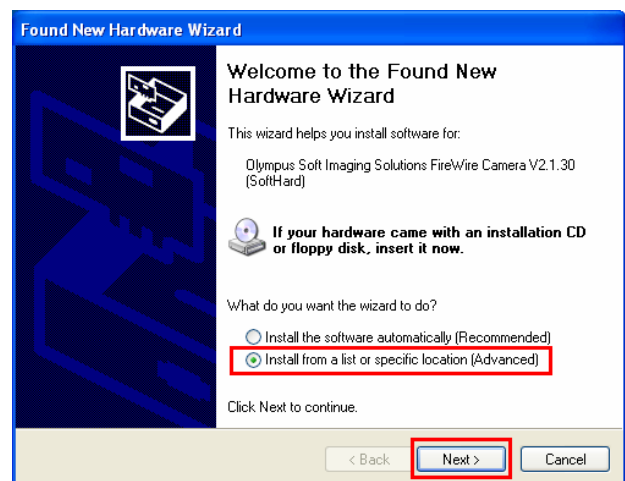 Found New Hardware Wizard
Welcome to the Found New
Hardware Wizard
This wizard helps you install software for:
Olympus Soft Imaging Solutions FireWire Camera V2.1.30
(SoftHard)
If your hardware came with an installation CD
or floppy disk, insert it now.
What do you want the wizard to do?
Install the software automatically (Recommended)
Install from a list or specific location (Advanced)
Click Next to continue.
< Back Next > Cancel